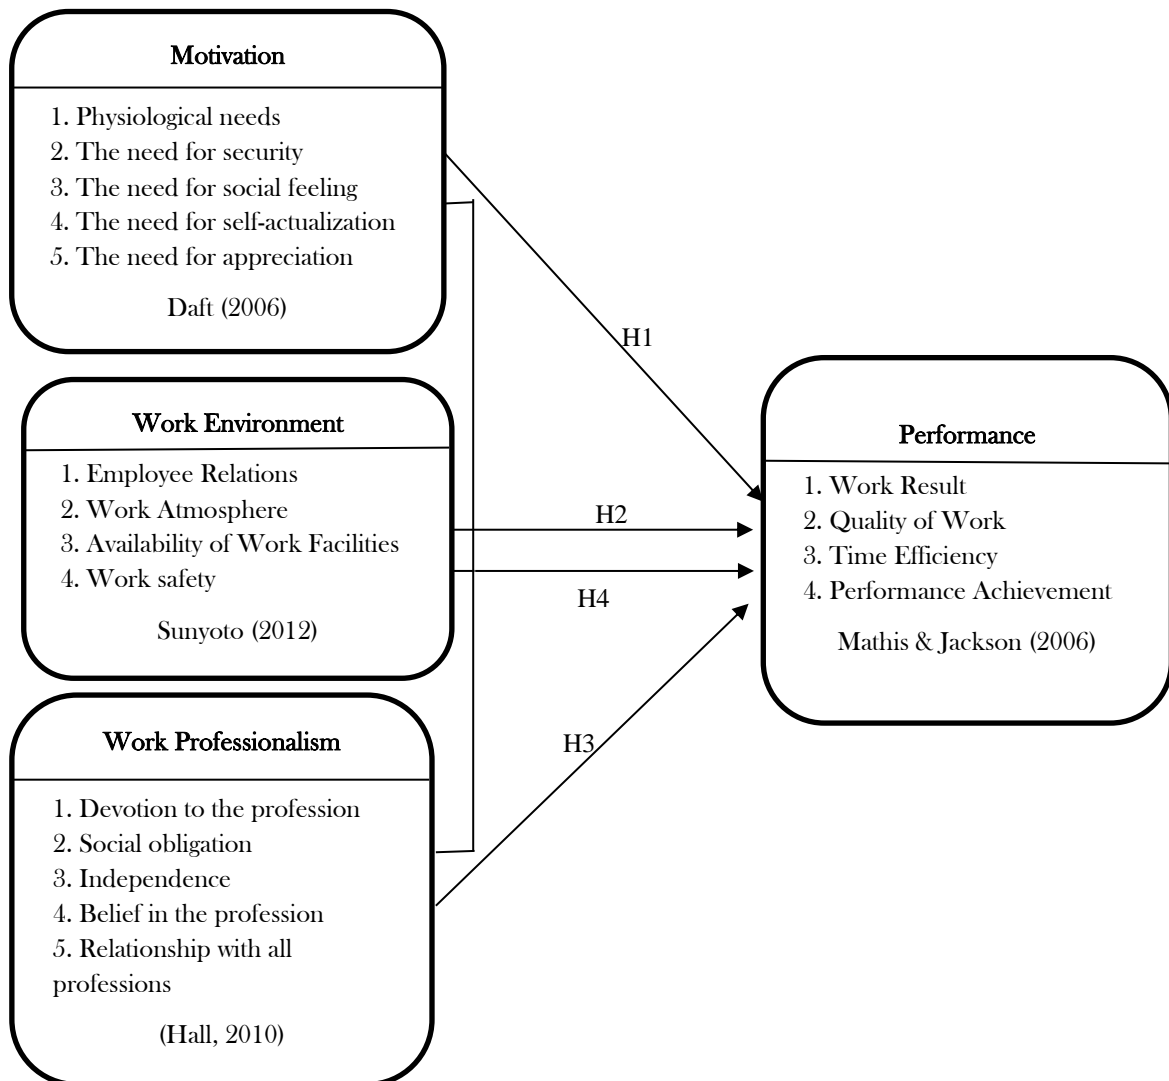 Motivation
1. Physiological needs
2. The need for security
3. The need for social feeling
4. The need for self-actualization
5. The need for appreciation
Daft (2006)
H1
Work Environment
1. Employee Relations
2. Work Atmosphere
3. Availability of Work Facilities
4. Work safety
Sunyoto (2012)
H2
H4
Performance
1. Work Result
2. Quality of Work
3. Time Efficiency
4. Performance Achievement
Mathis & Jackson (2006)
Work Professionalism
1. Devotion to the profession
2. Social obligation
3. Independence
4. Belief in the profession
5. Relationship with all
professions
(Hall, 2010)
H3